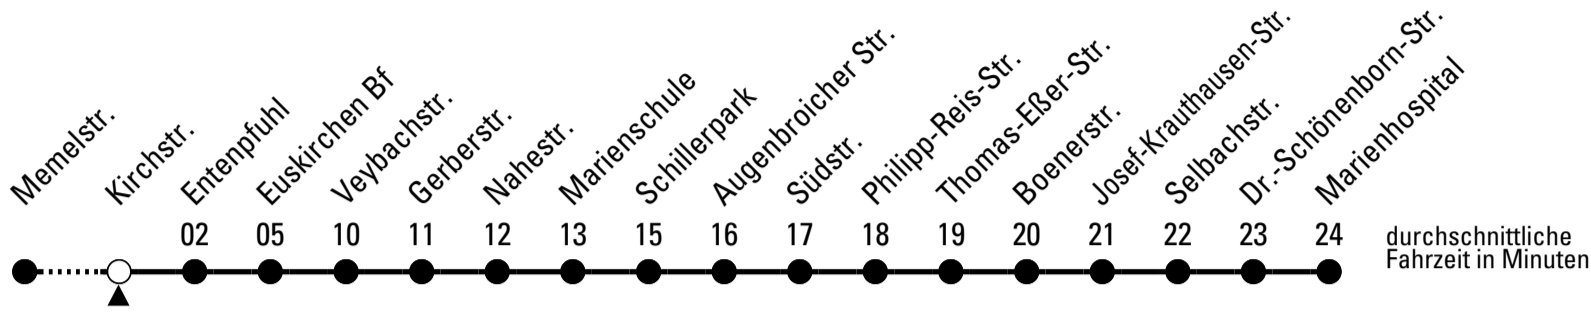 Memelstr.
Kirchstr.
Entenpfuhl
Euskirchen Bf
Veybachstr.
Gerberstr.
Nahestr.
Marienschule
Schillerpark
Augenbroicher Str.
Südstr.
Philipp-Reis-Str.
Thomas-Eßer-Str.
Boenerstr.
Josef-Krauthausen-Str.
Selbachstr.
Dr.-Schönenborn-Str.
Marienhospital
02 05 10 11 12 13 15 16 17 18 19 20 21 22 23 24
durchschnittliche
Fahrzeit in Minuten